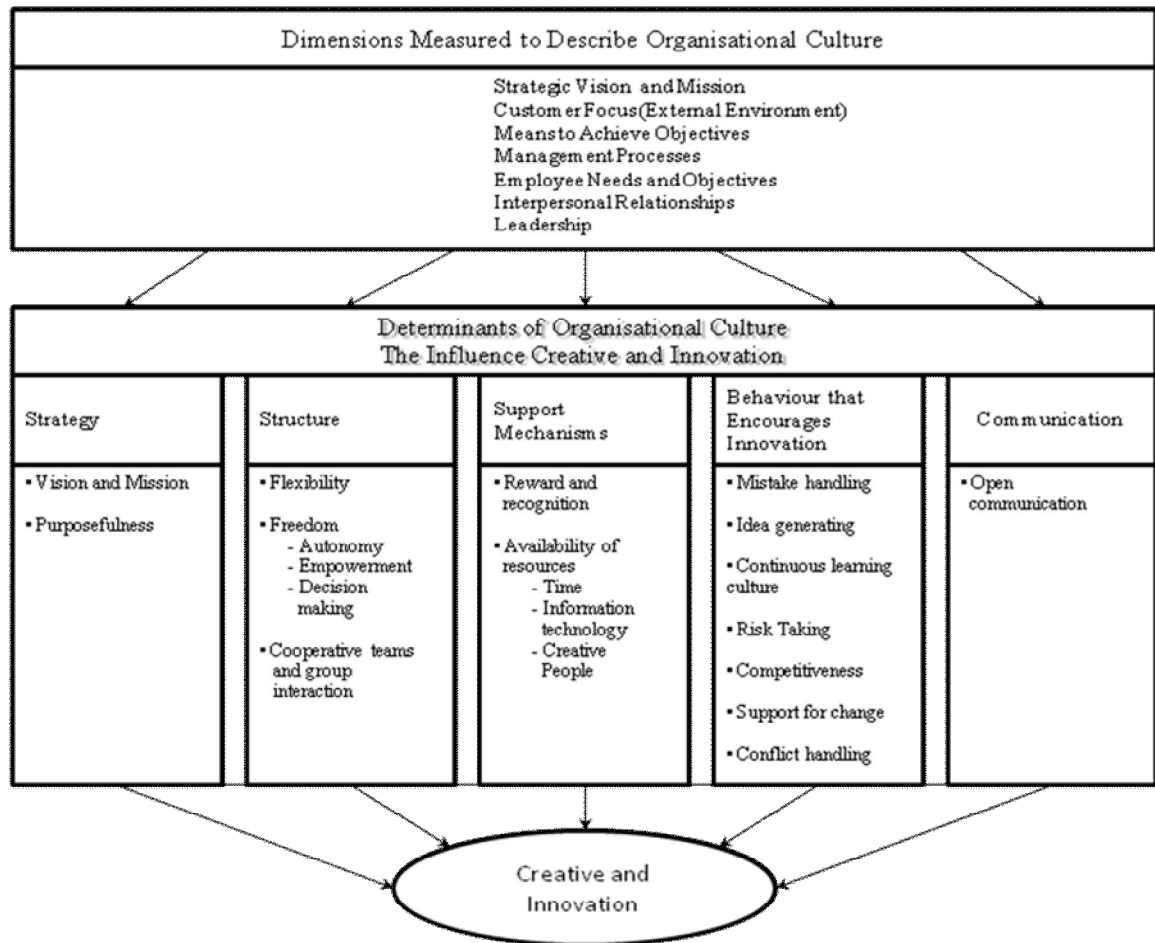 Dimensions Measured to Describe Organisational Culture
Strategic Vision and Mission
Customer Focus(External Environment)
Means to Achieve Objectives
Management Processes
Employee Needs and Objectives
Interpersonal Relationships
Leadership
Determinants of Organisational Culture
The Influence Creative and Innovation
Strategy
▪ Vision and Mission
▪ Purposefulness
Structure
▪ Flexibility
▪ Freedom
- Autonomy
- Empowerment
- Decision
making
▪ Cooperative teams
and group
interaction
Support
Mechanisms
▪ Reward and
recognition
▪ Availability of
resources
- Time
- Information
technology
- Creative
People
Behaviour that
Encourages
Innovation
▪ Mistake handling
▪ Idea generating
▪ Continuous learning
culture
▪ Risk Taking
▪ Competitiveness
▪ Support for change
▪ Conflict handling
Communication
▪ Open
communication
Creative and
Innovation